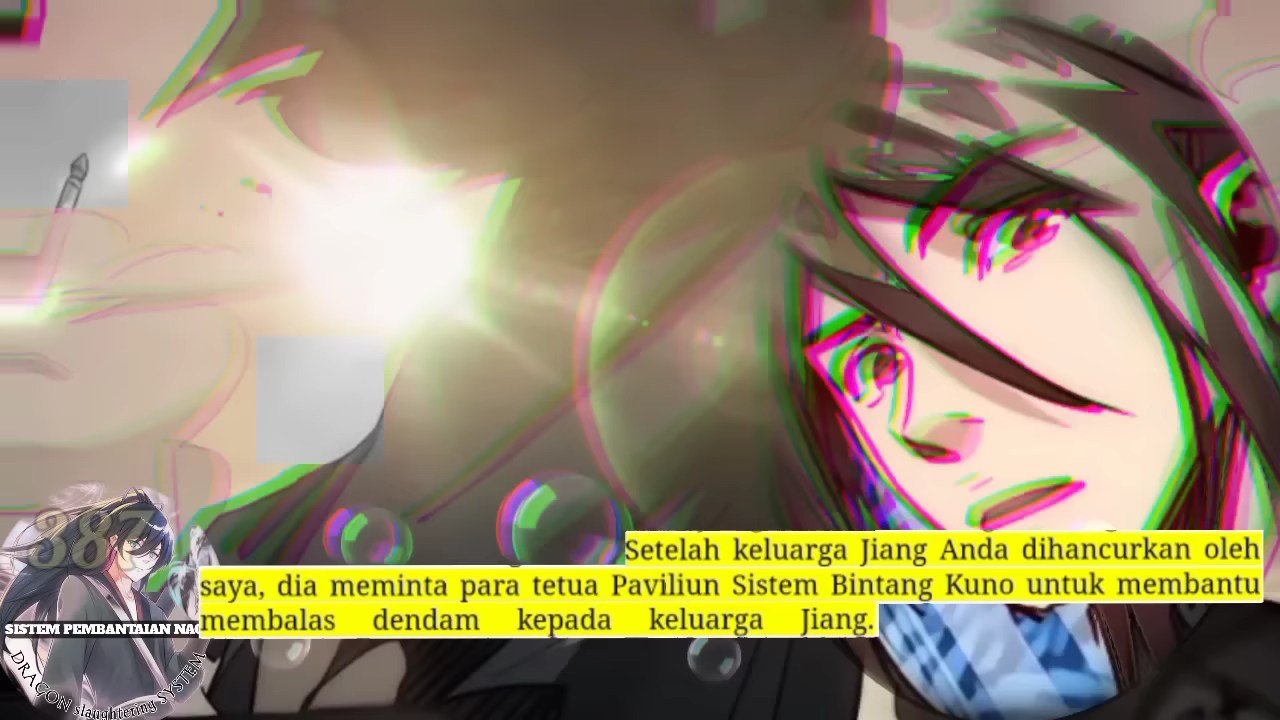 Setelah keluarga Jiang Anda dihancurkan oleh
saya, dia meminta para tetua Paviliun Sistem Bintang Kuno untuk membantu
membalas dendam kepada keluarga Jiang.
387
SISTEM PEMBANTAIAN NAG
DRAGON slaughtering SYSTEM